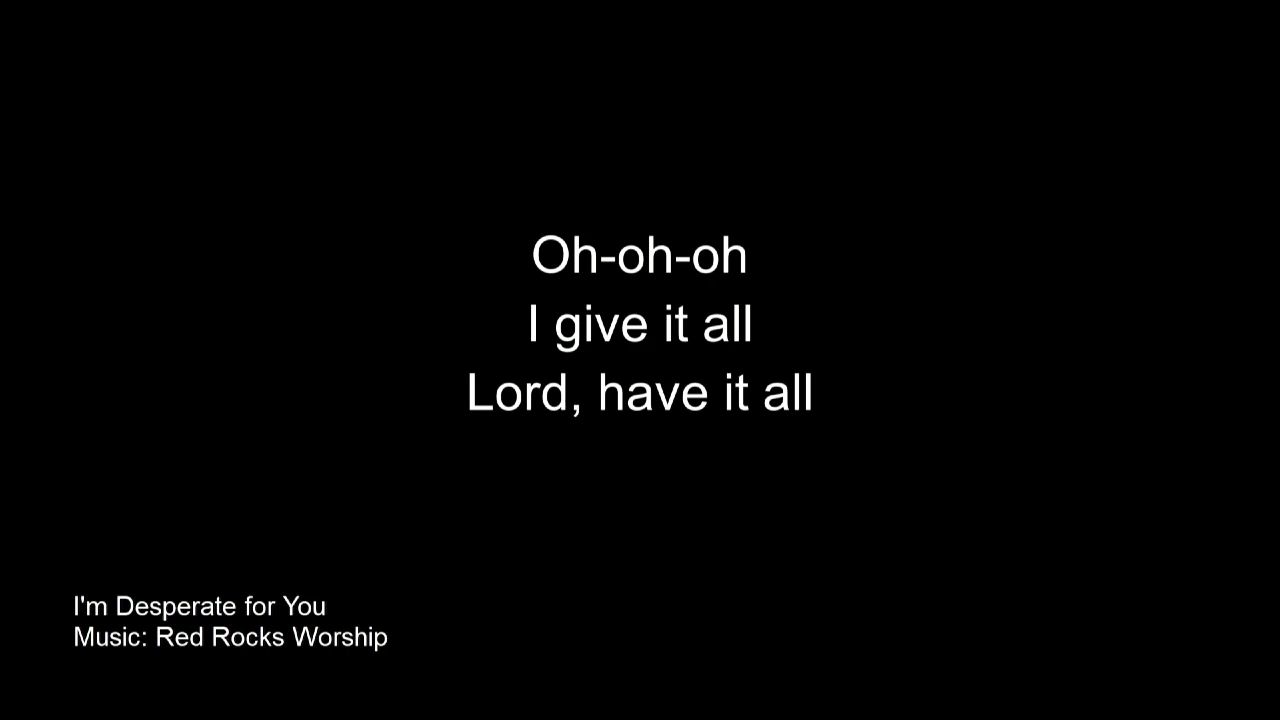 Oh-oh-oh
I give it all
Lord, have it all
I'm Desperate for You
Music: Red Rocks Worship